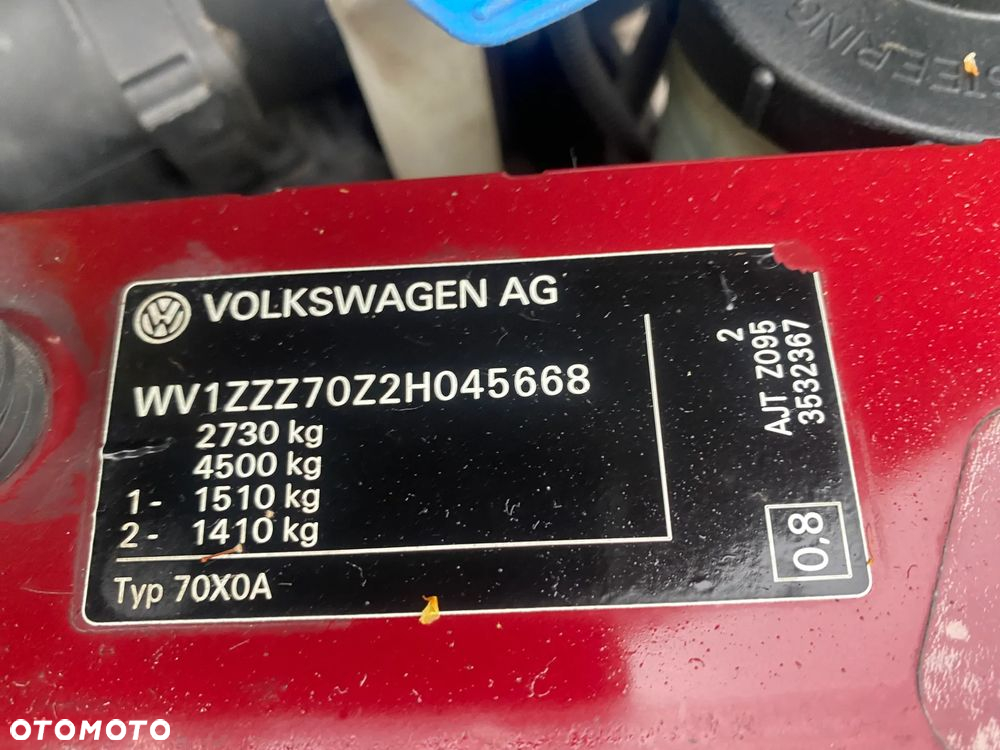 STEERING
VOLKSWAGEN AG
WV1ZZZ70Z2H045668
2730 kg
4500 kg
1- 1510 kg
2- 1410 kg
Typ 70X0A
2
AJT Z095
3532367
0,8
OTOMOTO